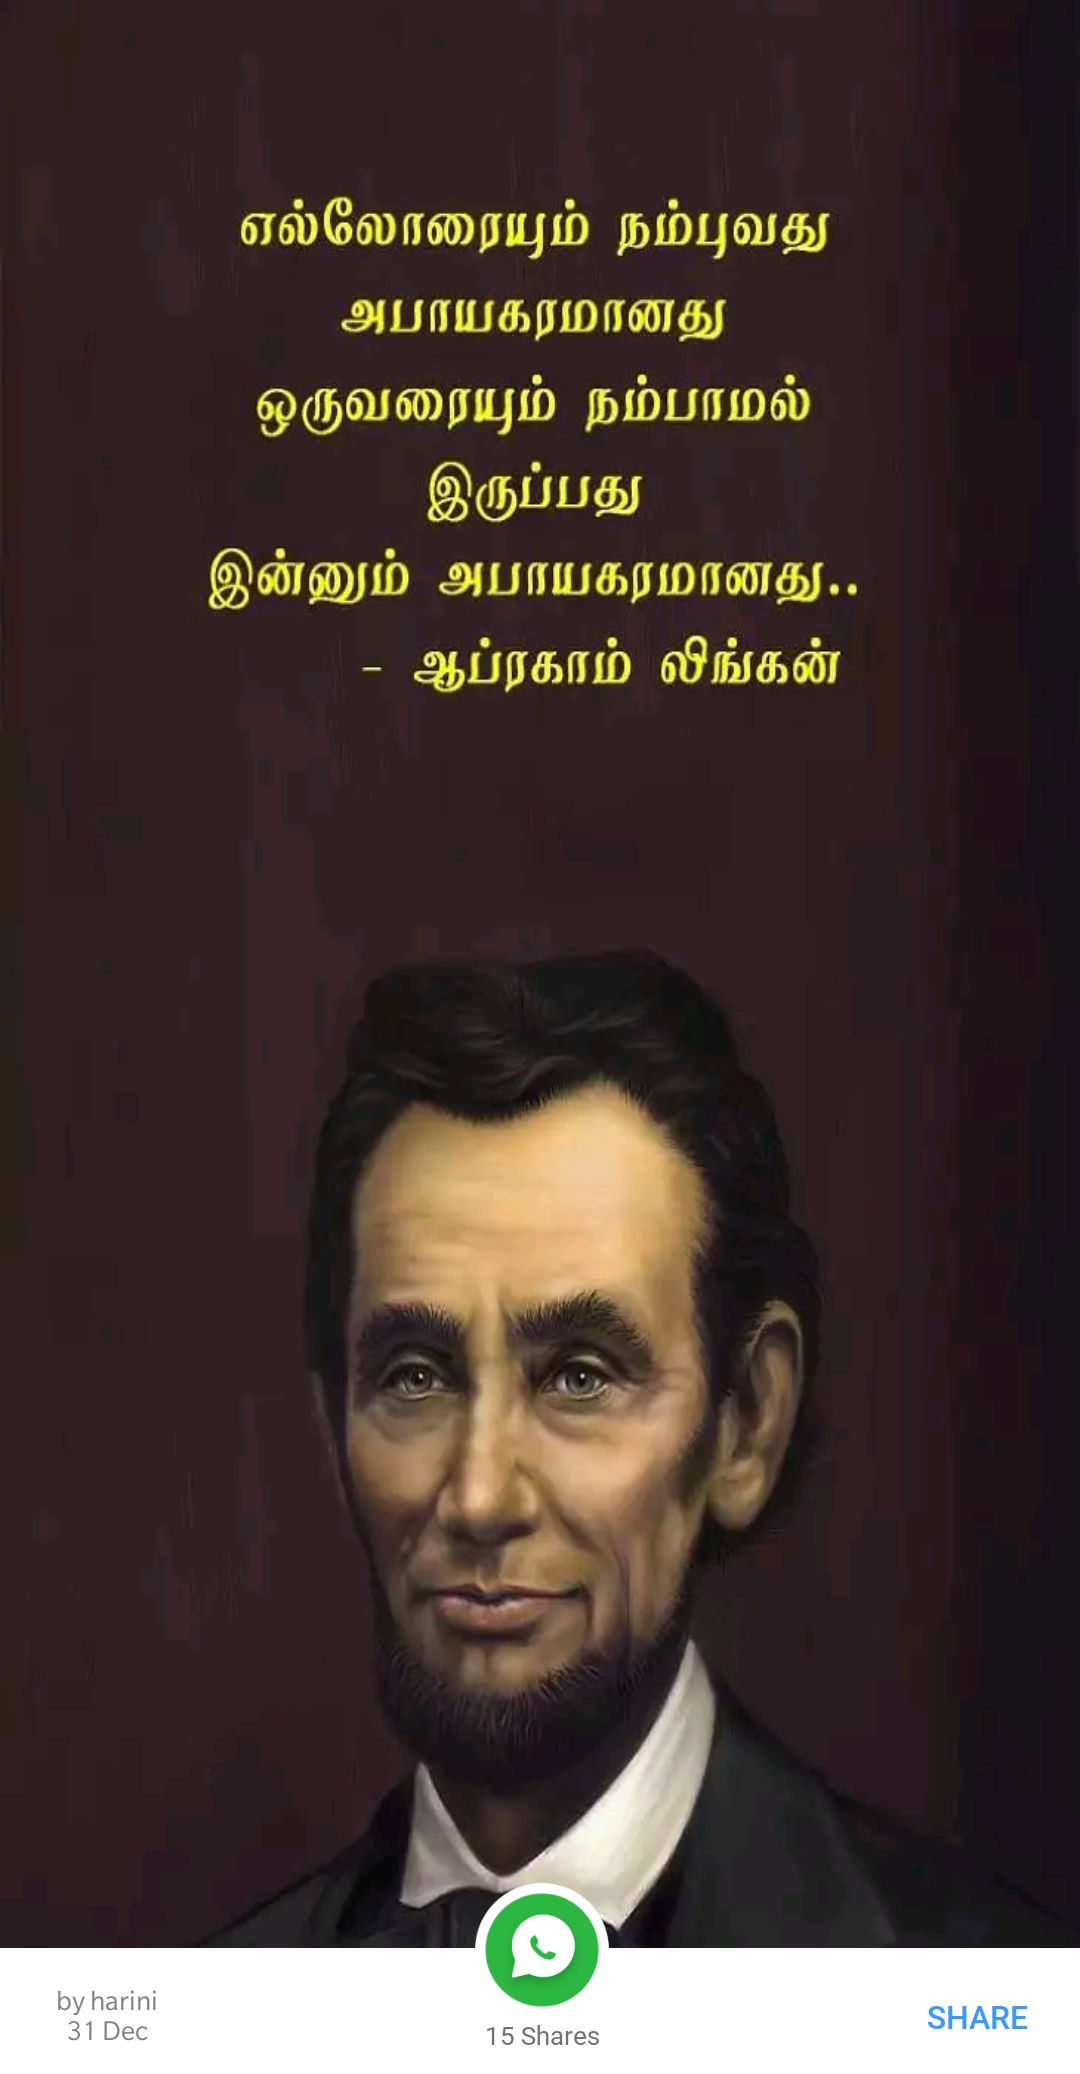 எல்லோரையும் நம்புவது
அபாயகரமானது
ஒருவரையும் நம்பாமல்
இருப்பது
இன்னும் அபாயகரமானது..
- ஆப்ரகாம் லிங்கன்
by harini
31 Dec
15 Shares
SHARE